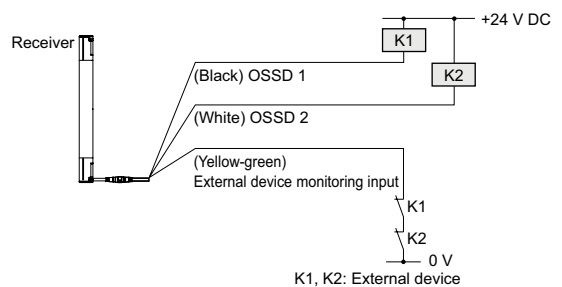 +24 V DC
Receiver
K1
K2
(Black) OSSD 1
(White) OSSD 2
(Yellow-green)
External device monitoring input
K1
K2
0 V
K1, K2: External device